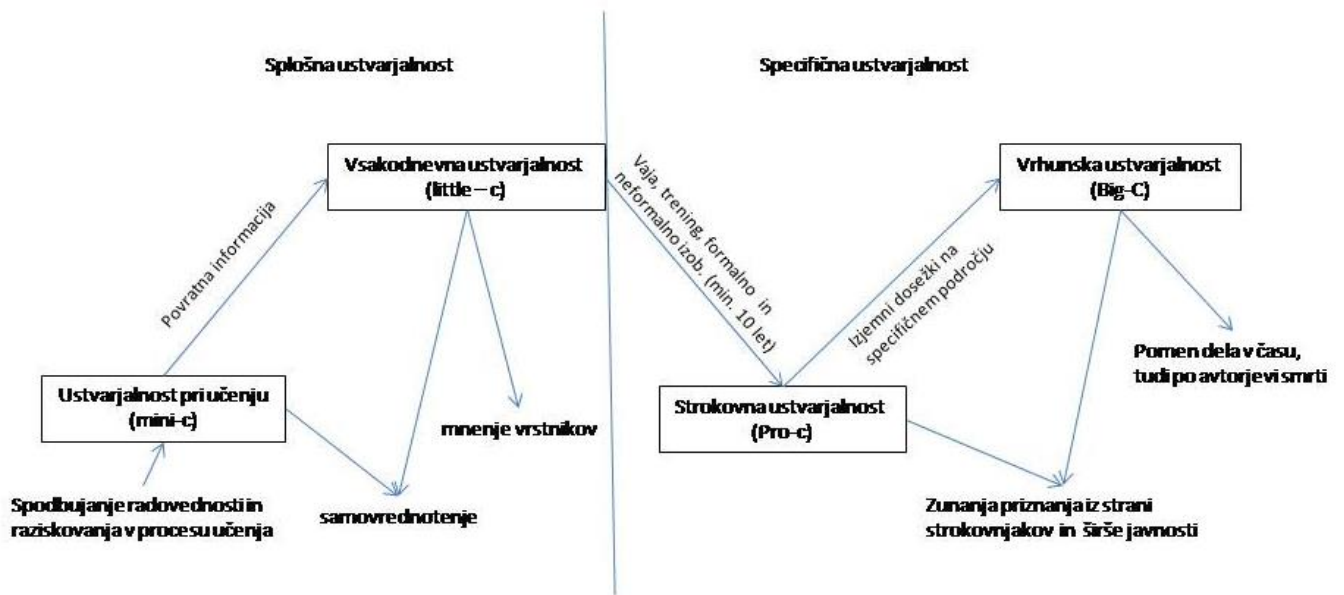 Splošna ustvarjalnost
Specifična ustvarjalnost
Vsakodnevna ustvarjalnost
(little – c)
Vaja, trening, formalno in
neformalno izob. (min. 10 let)
Vrhunska ustvarjalnost
(Big-C)
Povratna informacija
Izjemni dosežki na
specifičnem področju
Pomen dela v času,
tudi po avtorjevi smrti
Ustvarjalnost pri učenju
(mini-c)
Strokovna ustvarjalnost
(Pro-c)
mnenje vrstnikov
Spodbujanje radovednosti in
raziskovanja v procesu učenja
samovrednotenje
Zunanja priznanja iz strani
strokovnjakov in širše javnosti